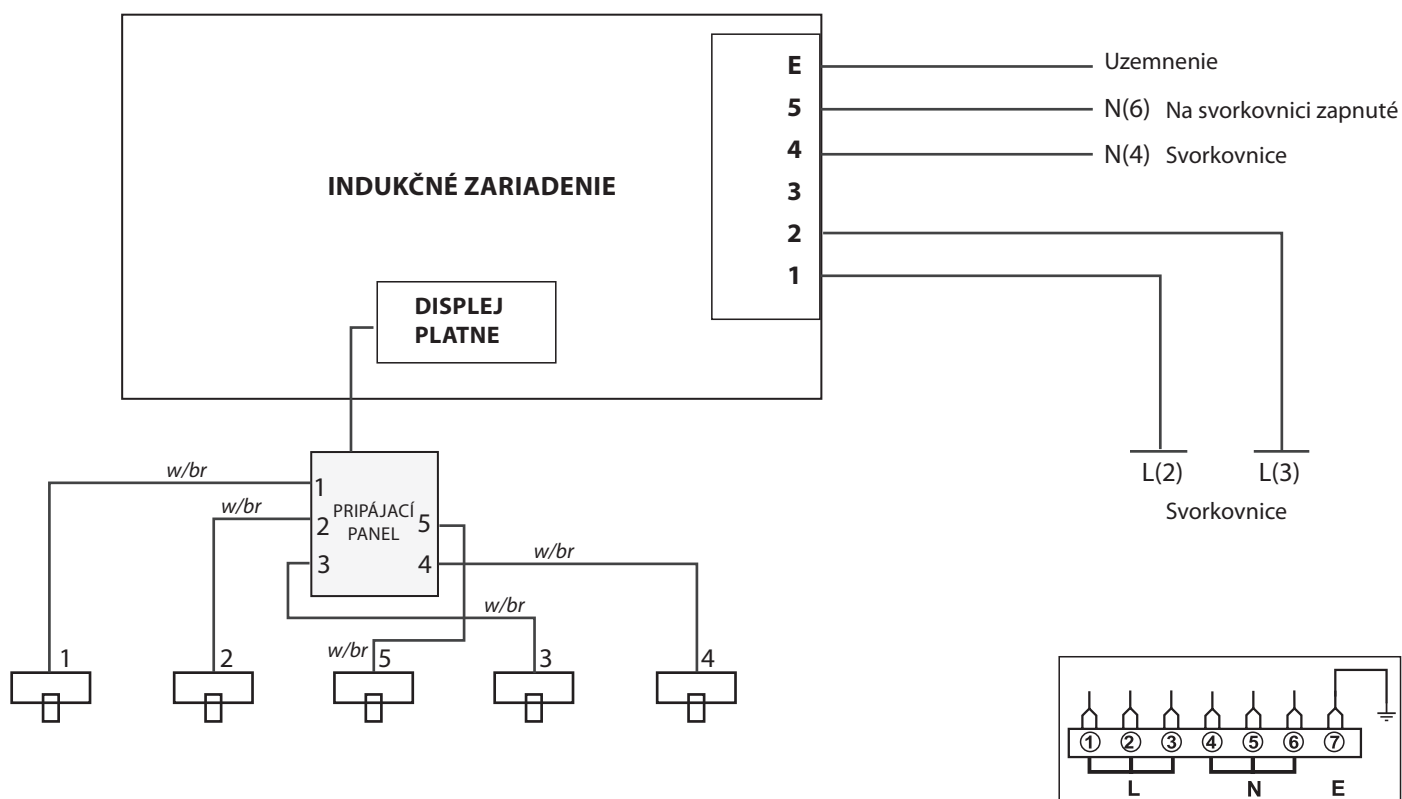 E
5
4
3
2
1
Uzemnenie
N(6) Na svorkovnici zapnuté
N(4) Svorkovnice
INDUKČNÉ ZARIADENIE
DISPLEJ
PLATNE
L(2)
L(3)
Svorkovnice
w/br
w/br
w/br
w/br
w/br
1
2
3
PRIPÁJACÍ
PANEL
5
4
1
2
5
3
4
1
2
3
4
5
6
7
L
N
E